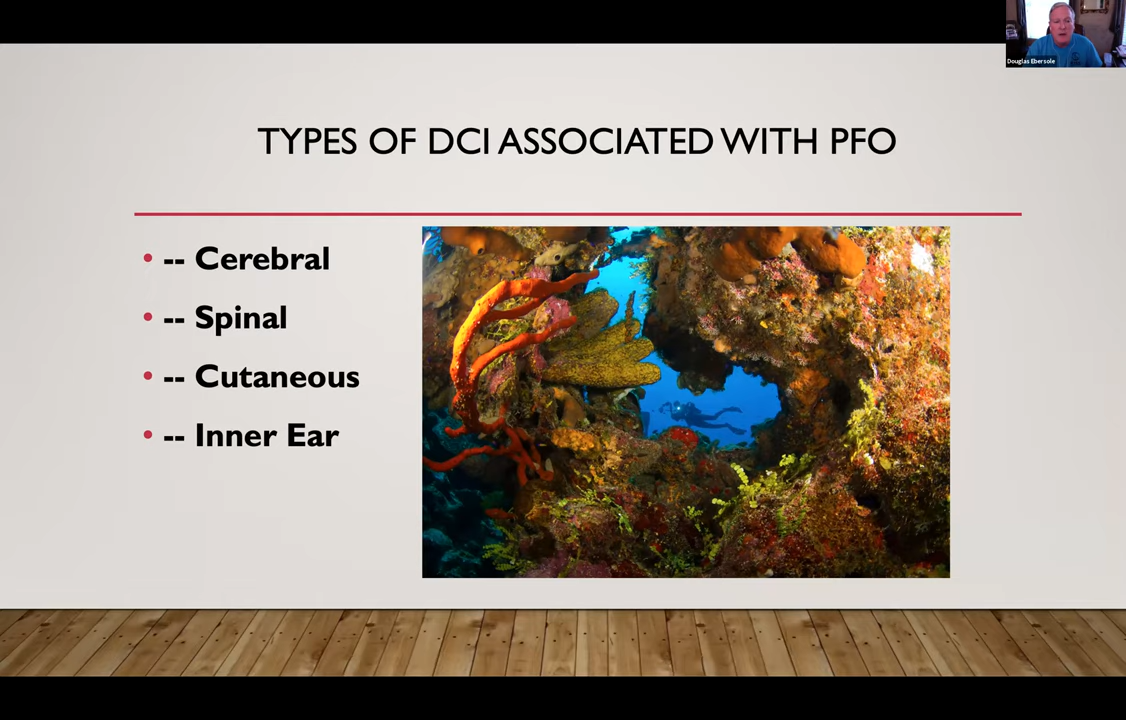 Douglas Ebersole
TYPES OF DCI ASSOCIATED WITH PFO
• -- Cerebral
• -- Spinal
• -- Cutaneous
• -- Inner Ear